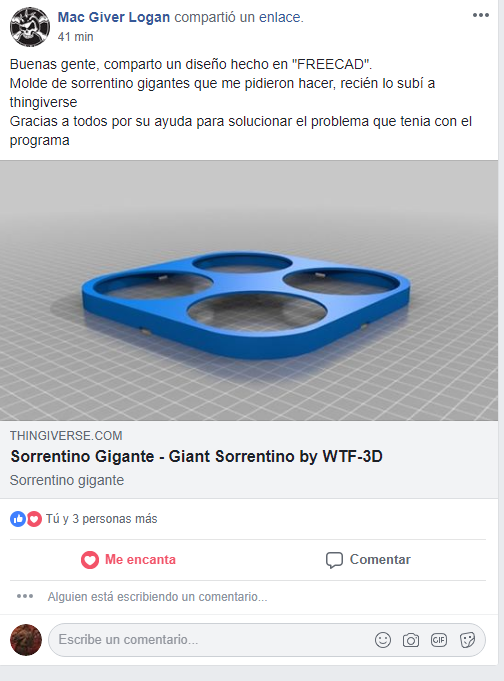 Mac Giver Logan compartió un enlace.
41 min
Buenas gente, comparto un diseño hecho en "FREECAD".
Molde de sorrentino gigantes que me pidieron hacer, recién lo subí a
thingiverse
Gracias a todos por su ayuda para solucionar el problema que tenia con el
programa
THINGIVERSE.COM
Sorrentino Gigante - Giant Sorrentino by WTF-3D
Sorrentino gigante
Tú y 3 personas más
Me encanta
Comentar
Alguien está escribiendo un comentario...
Escribe un comentario...
GIF